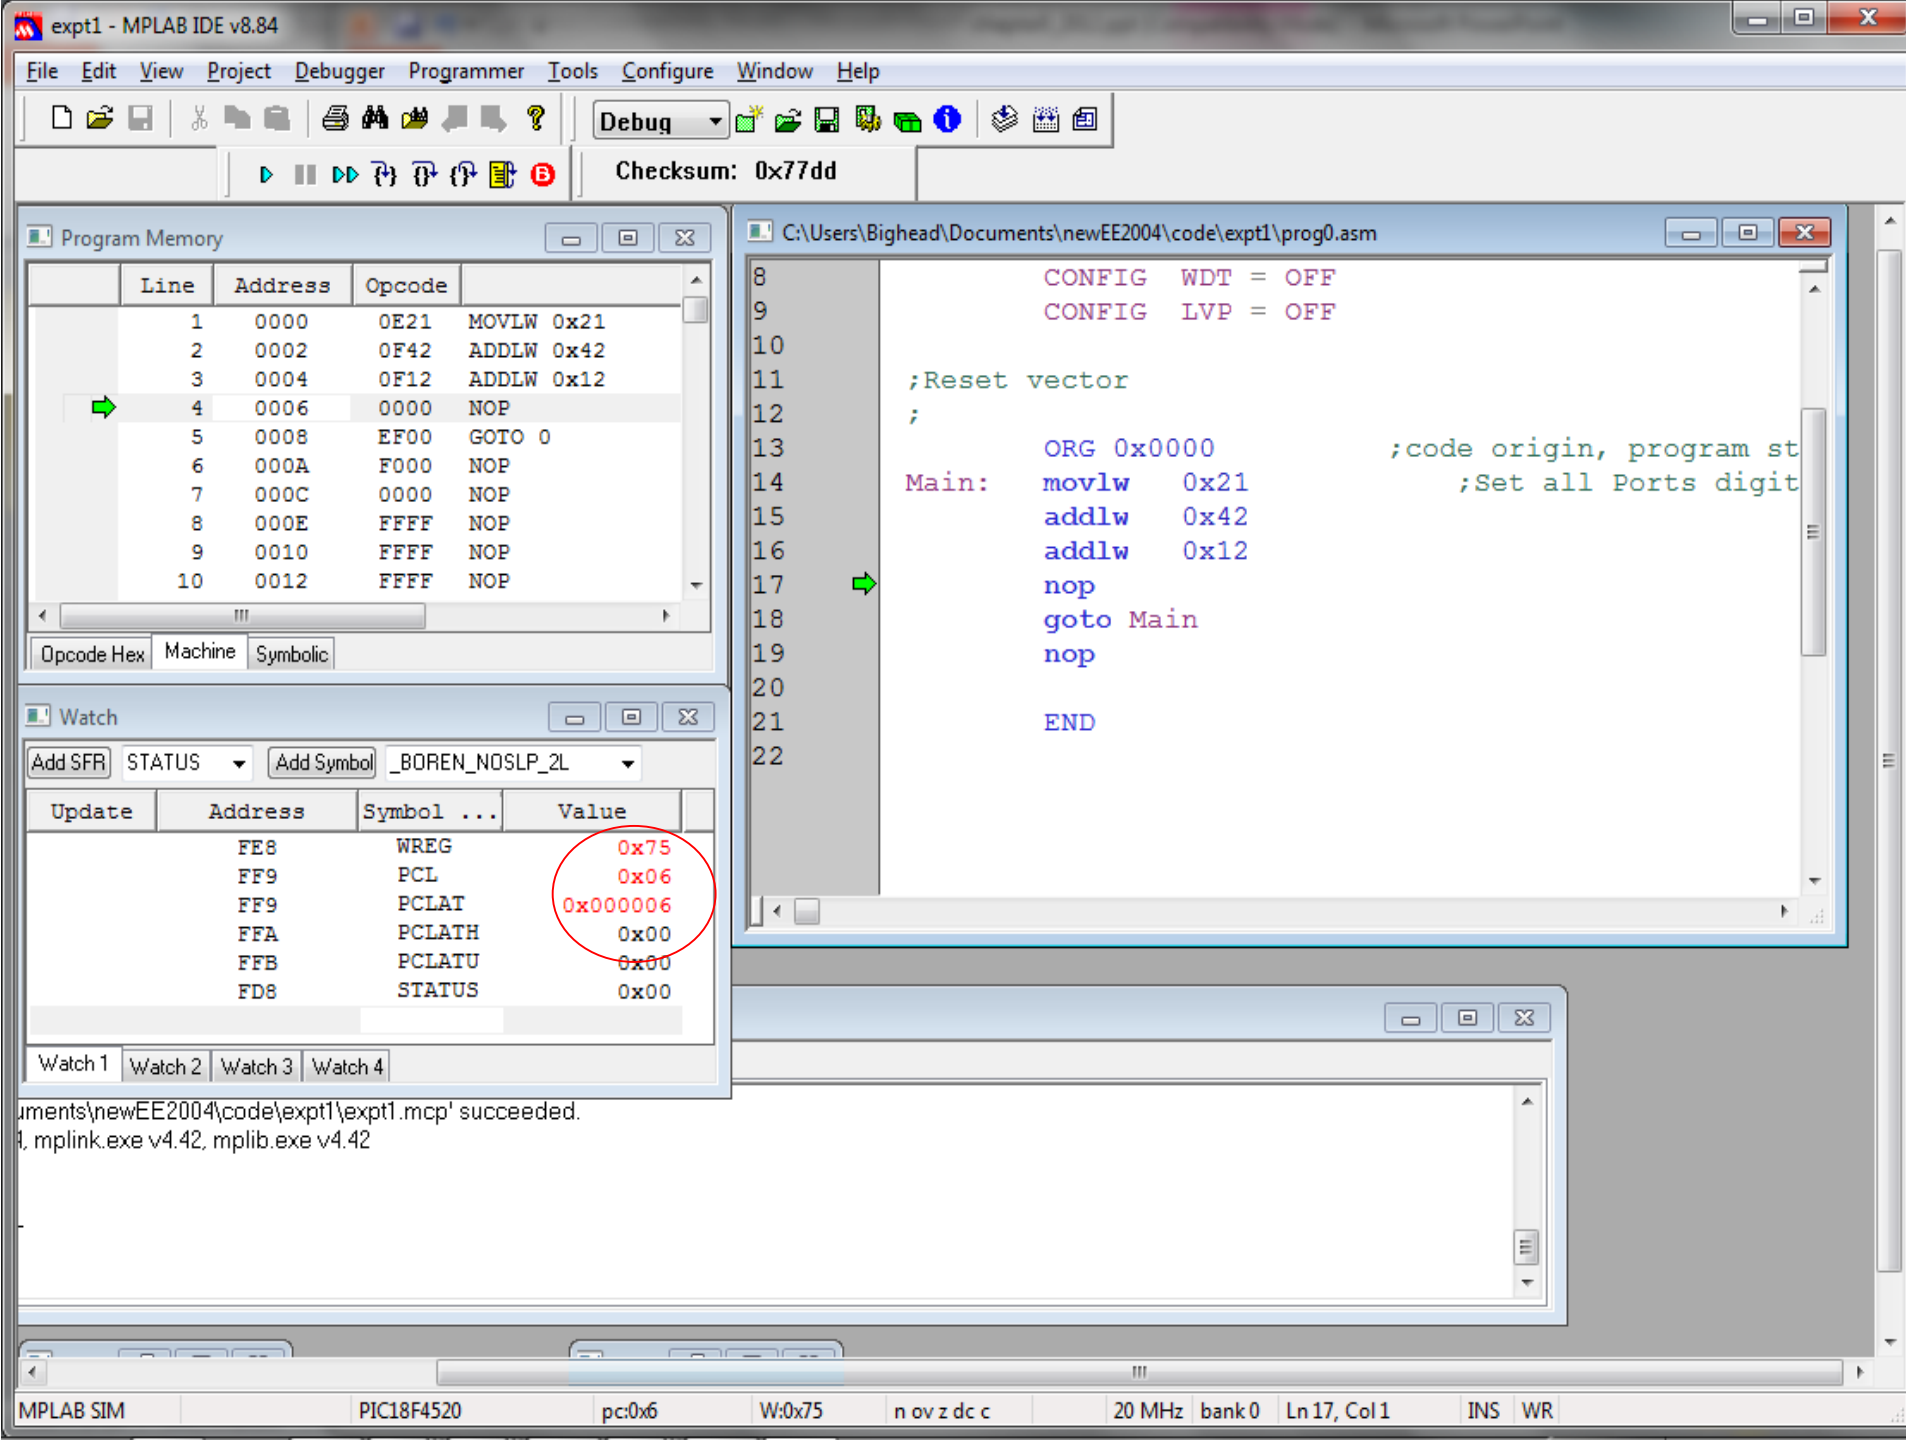 expt1 - MPLAB IDE v8.84
File Edit View Project Debugger Programmer Tools Configure Window Help
Debug
Checksum: 0x77dd
Program Memory
Line Address Opcode
1 0000 0E21 MOVLW 0x21
2 0002 0F42 ADDLW 0x42
3 0004 0F12 ADDLW 0x12
4 0006 0000 NOP
5 0008 EF00 GOTO 0
6 000A F000 NOP
7 000C 0000 NOP
8 000E FFFF NOP
9 0010 FFFF NOP
10 0012 FFFF NOP
Opcode Hex Machine Symbolic
C:\Users\Bighead\Documents\newEE2004\code\expt1\prog0.asm
8 CONFIG WDT = OFF
9 CONFIG LVP = OFF
10
11 ;Reset vector
12 ;
13 ORG 0x0000 ;code origin, program st
14 Main: movlw 0x21 ;Set all Ports digit
15 addlw 0x42
16 addlw 0x12
17 nop
18 goto Main
19 nop
20
21 END
22
Watch
Add SFR STATUS Add Symbol _BOREN_NOSLP_2L
Update Address Symbol ... Value
FE8 WREG 0x75
FF9 PCL 0x06
FF9 PCLAT 0x000006
FFA PCLATH 0x00
FFB PCLATU 0x00
FD8 STATUS 0x00
Watch 1 Watch 2 Watch 3 Watch 4
uments\newEE2004\code\expt1\expt1.mcp' succeeded.
, mplink.exe v4.42, mplib.exe v4.42
MPLAB SIM PIC18F4520 pc:0x6 W:0x75 n ov z dc c 20 MHz bank 0 Ln 17, Col 1 INS WR